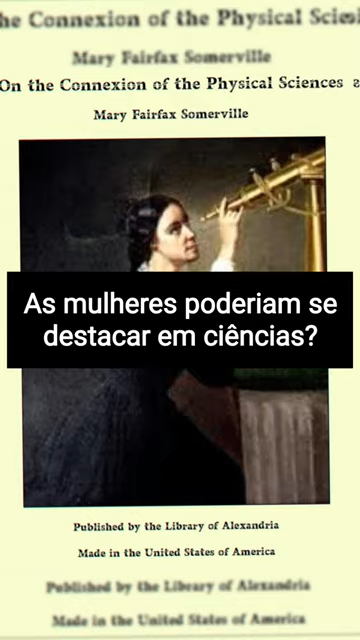 he Connexion of the Physical Scie
Mary Fairfax Somerville
On the Connexion of the Physical Sciences
Mary Fairfax Somerville
As mulheres poderiam se
destacar em ciências?
Published by the Library of Alexandria
Made in the United States of America
Published by the Library of Alexandria
Made in the United States of America